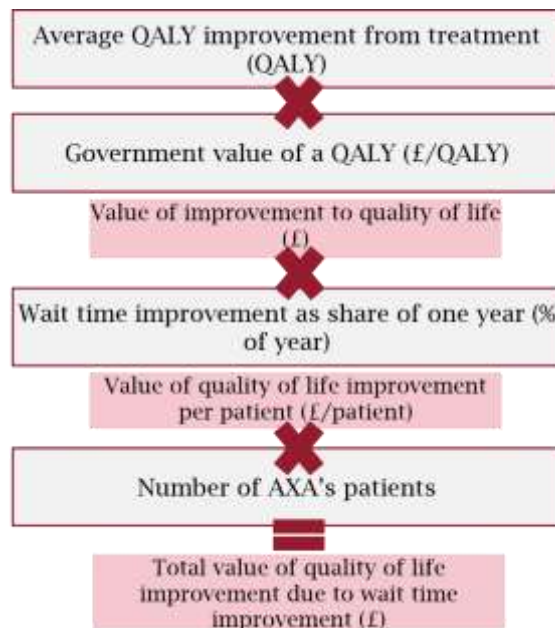 Average QALY improvement from treatment
(QALY)
Government value of a QALY (£/QALY)
Value of improvement to quality of life
(£)
Wait time improvement as share of one year (%
of year)
Value of quality of life improvement
per patient (£/patient)
Number of AXA's patients
Total value of quality of life
improvement due to wait time
improvement (£)